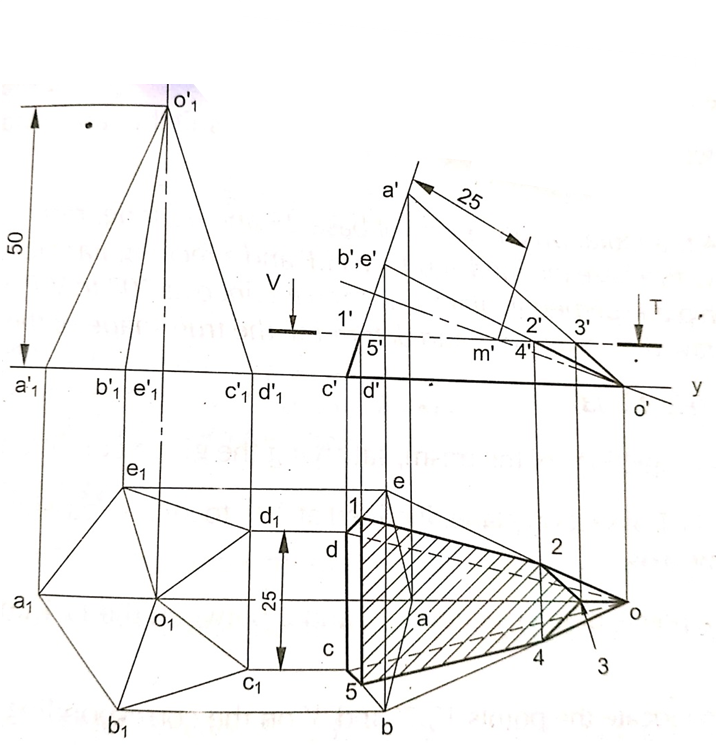 o'₁
a'
25
50
b',e'
V
1'
2'
3'
T
5'
m'
4'
a'₁
b'₁
e'₁
c'₁
d'₁
c'
d'
o'
y
e₁
e
d₁
1
d
2
a₁
o₁
25
a
o
c
4
3
c₁
5
b₁
b